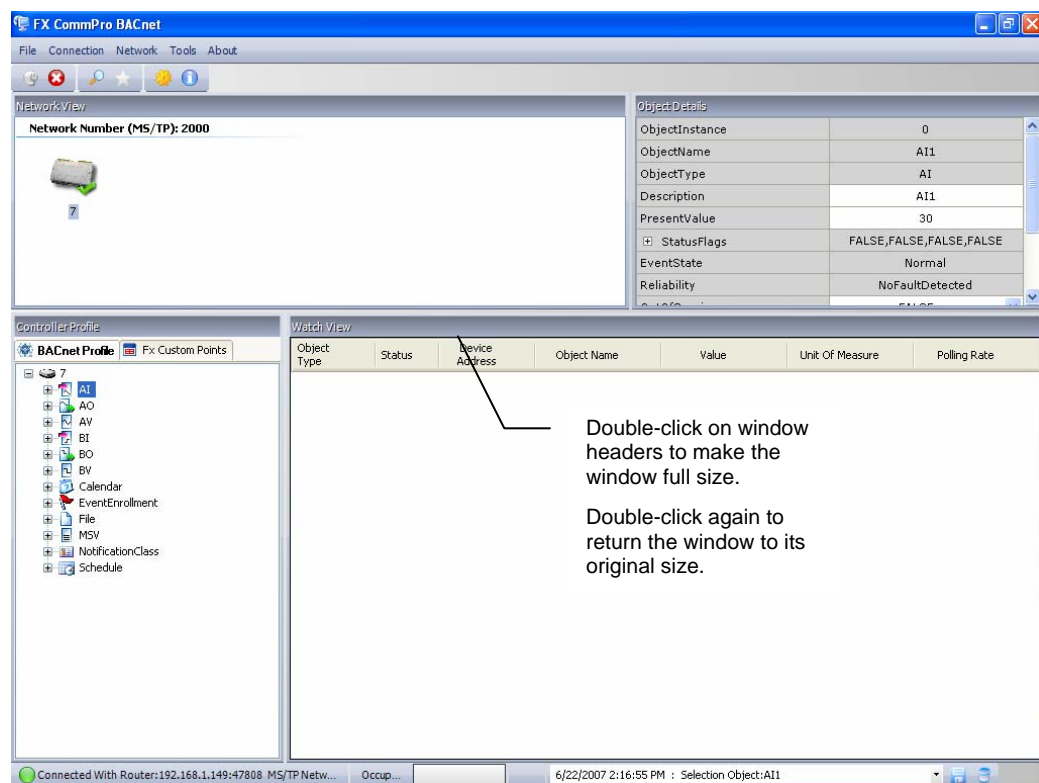 FX CommPro BACnet
File Connection Network Tools About
Network View
Network Number (MS/TP): 2000
7
Object Details
ObjectInstance 0
ObjectName AI1
ObjectType AI
Description AI1
PresentValue 30
StatusFlags FALSE,FALSE,FALSE,FALSE
EventState Normal
Reliability NoFaultDetected
Controller Profile
BACnet Profile Fx Custom Points
7
AI
AO
AV
BI
BO
BV
Calendar
EventEnrollment
File
MSV
NotificationClass
Schedule
Watch View
Object Type Status Device Address Object Name Value Unit Of Measure Polling Rate
Double-click on window
headers to make the
window full size.
Double-click again to
return the window to its
original size.
Connected With Router:192.168.1.149:47808 MS/TP Netw... Occup... 6/22/2007 2:16:55 PM : Selection Object:AI1